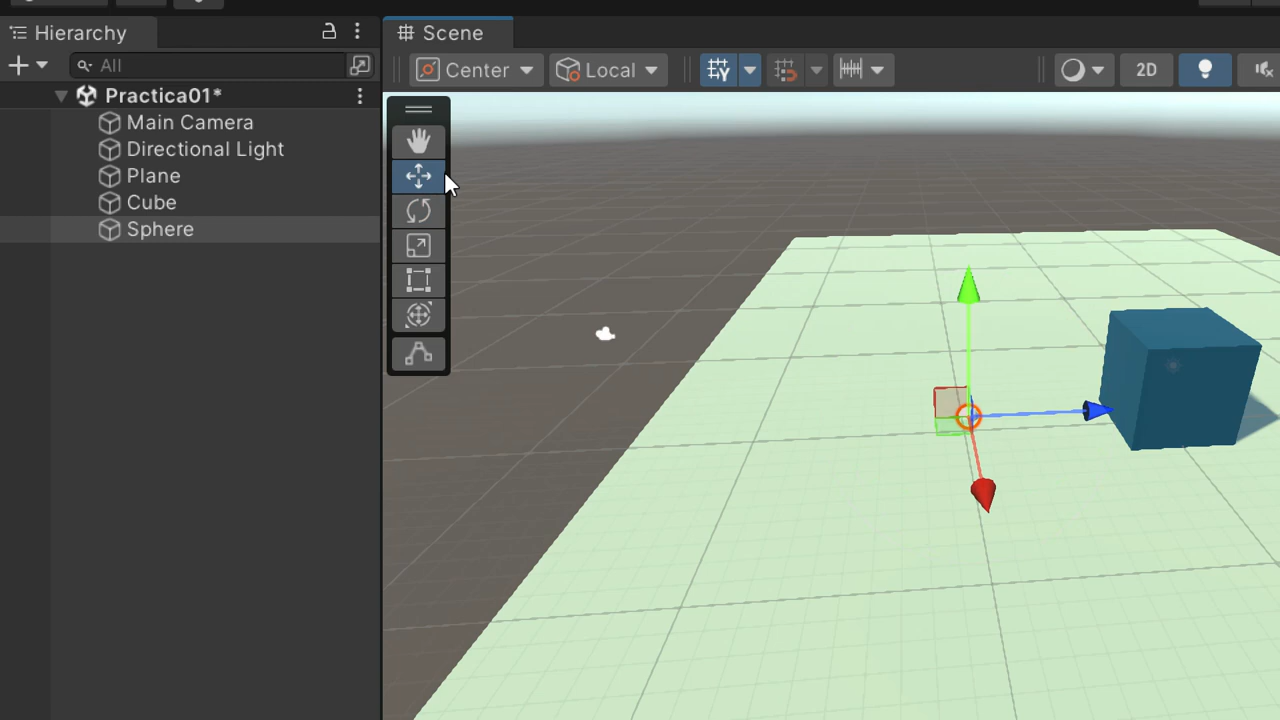 Hierarchy
Scene
All
Center
Local
2D
Practica01*
Main Camera
Directional Light
Plane
Cube
Sphere